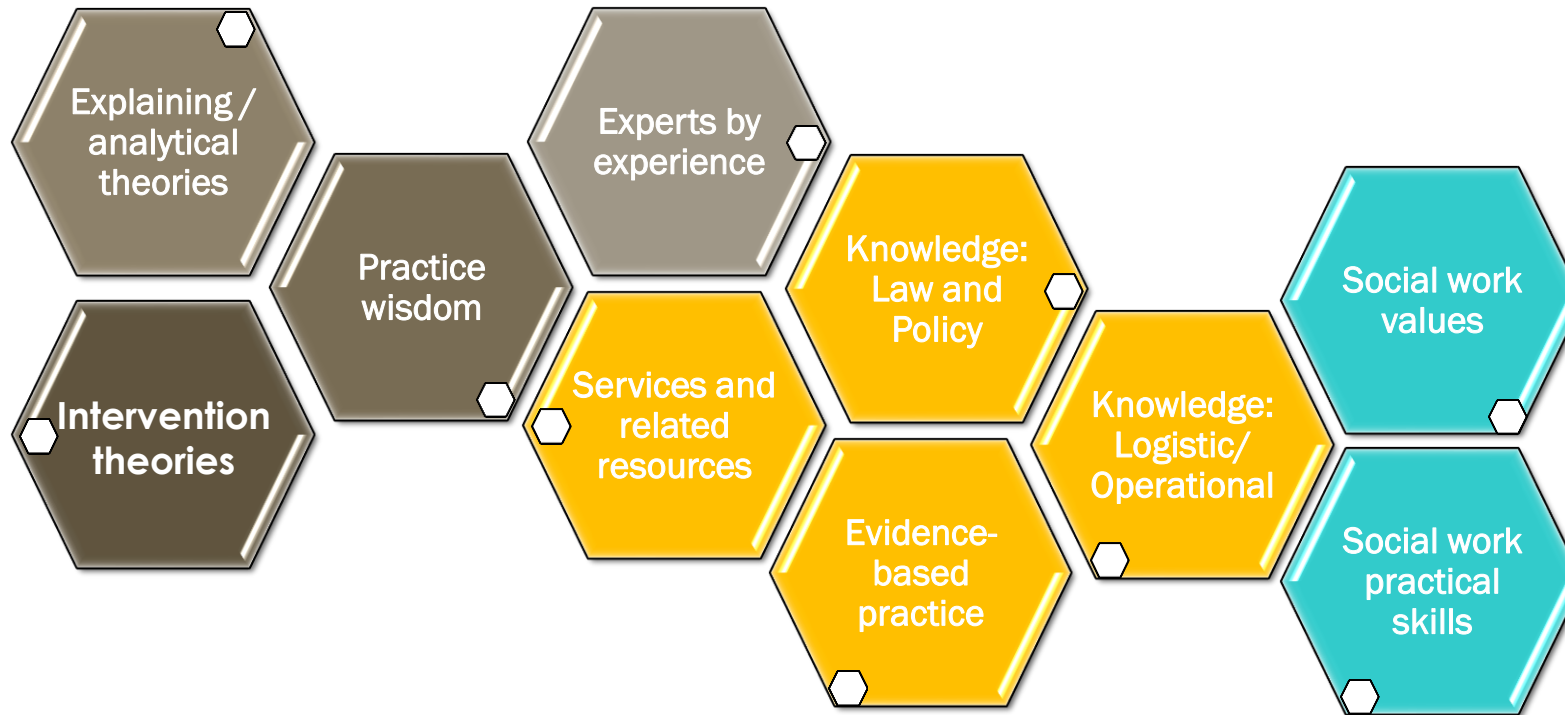 Explaining /
analytical
theories
Intervention
theories
Practice
wisdom
Experts by
experience
Services and
related
resources
Knowledge:
Law and
Policy
Evidence-
based
practice
Knowledge:
Logistic/
Operational
Social work
values
Social work
practical
skills